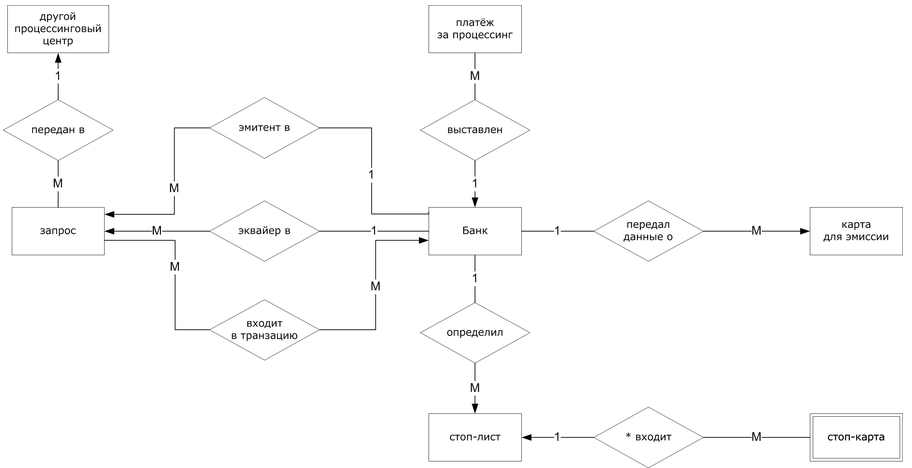 другой
процессинговый
центр
платёж
за процессинг
1
M
передан в
эмитент в
выставлен
M
M
1
1
запрос
M
эквайер в
1
Банк
1
передал
данные о
M
карта
для эмиссии
M
M
1
входит
в транзацию
определил
M
стоп-лист
1
* входит
M
стоп-карта